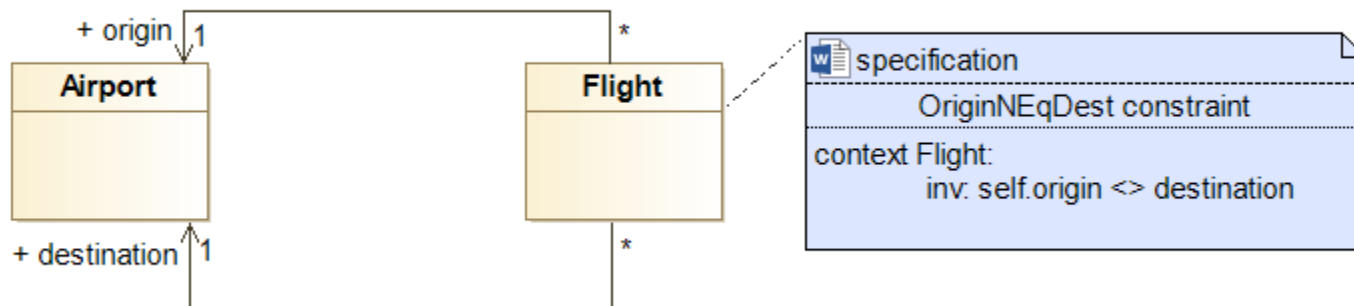 + origin 1
*
Airport
Flight
+ destination 1
*
W specification
OriginNEqDest constraint
context Flight:
inv: self.origin <> destination